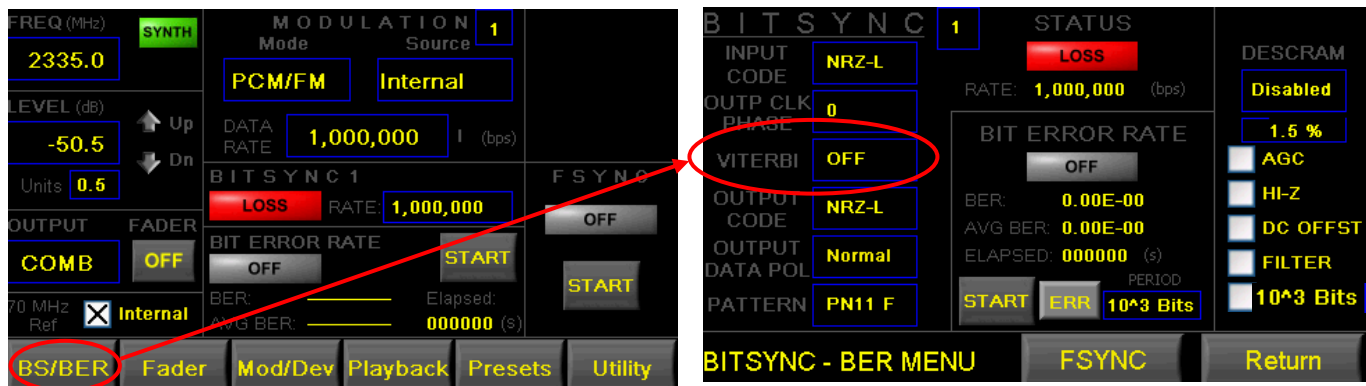 FREQ (MHz)
SYNTH
2335.0
LEVEL (dB)
-50.5
Up
Dn
Units 0.5
OUTPUT
FADER
COMB
OFF
70 MHz
Ref
Internal
MODULATION 1
Mode
Source
PCM/FM
Internal
DATA
RATE
1,000,000 I (bps)
BITSYNC1
LOSS
RATE: 1,000,000
BIT ERROR RATE
OFF
START
BER:
Elapsed:
AVG BER:
000000 (s)
FSYNC
OFF
START
BS/BER
Fader
Mod/Dev
Playback
Presets
Utility
BITSYNC 1
INPUT
CODE
NRZ-L
OUTP CLK
PHASE
0
VITERBI
OFF
OUTPUT
CODE
NRZ-L
OUTPUT
DATA POL
Normal
PATTERN
PN11 F
STATUS
LOSS
RATE: 1,000,000 (bps)
BIT ERROR RATE
OFF
BER: 0.00E-00
AVG BER: 0.00E-00
ELAPSED: 000000 (s)
PERIOD
START
ERR
10^3 Bits
DESCRAM
Disabled
1.5 %
AGC
HI-Z
DC OFFST
FILTER
10^3 Bits
BITSYNC - BER MENU
FSYNC
Return